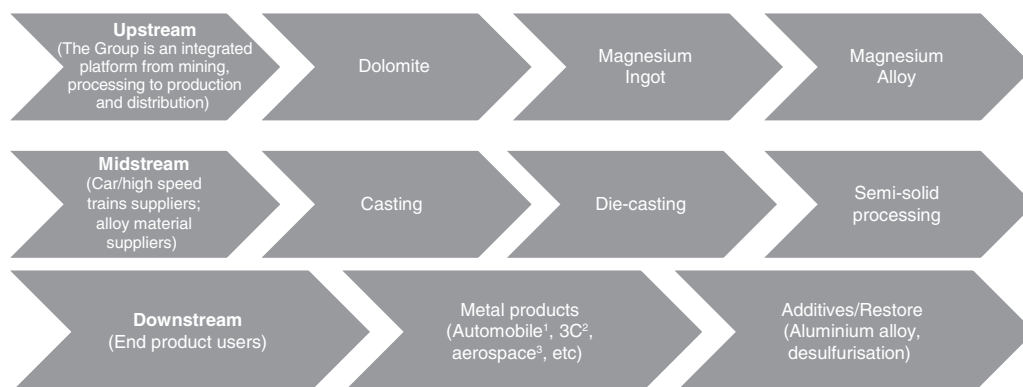 Upstream
(The Group is an integrated
platform from mining,
processing to production
and distribution)
Dolomite
Magnesium
Ingot
Magnesium
Alloy
Midstream
(Car/high speed
trains suppliers;
alloy material
suppliers)
Casting
Die-casting
Semi-solid
processing
Downstream
(End product users)
Metal products
(Automobile¹, 3C²,
aerospace³, etc)
Additives/Restore
(Aluminium alloy,
desulfurisation)